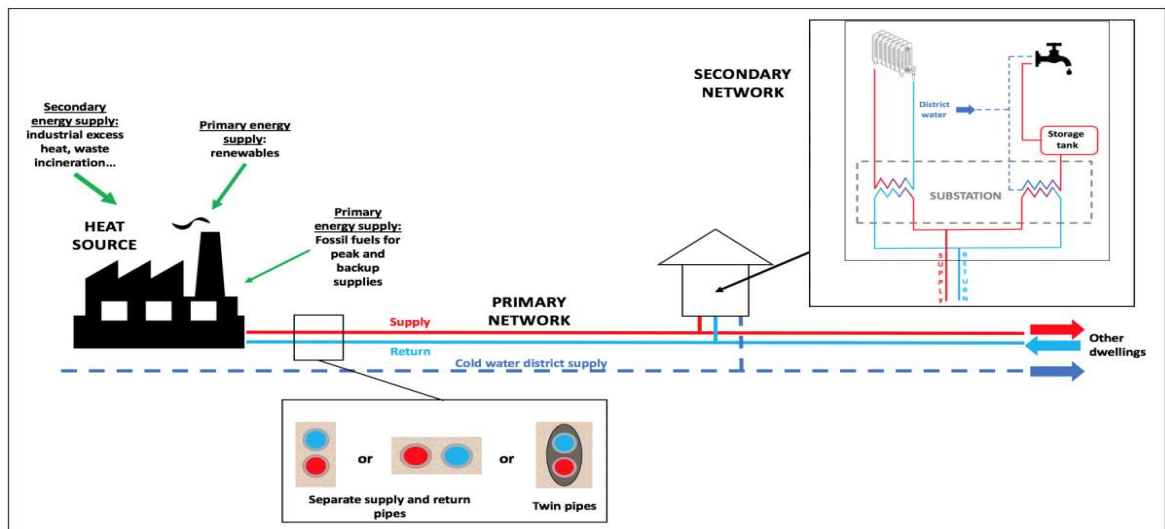 Secondary
energy supply:
industrial excess
heat, waste
incineration...
Primary energy
supply:
renewables
HEAT
SOURCE
Primary
energy supply:
Fossil fuels for
peak and
backup
supplies
SECONDARY
NETWORK
District
water
Storage
tank
SUBSTATION
SUPPLY
RETURN
PRIMARY
NETWORK
Supply
Return
Cold water district supply
Other
dwellings
or
or
Separate supply and return
pipes
Twin pipes